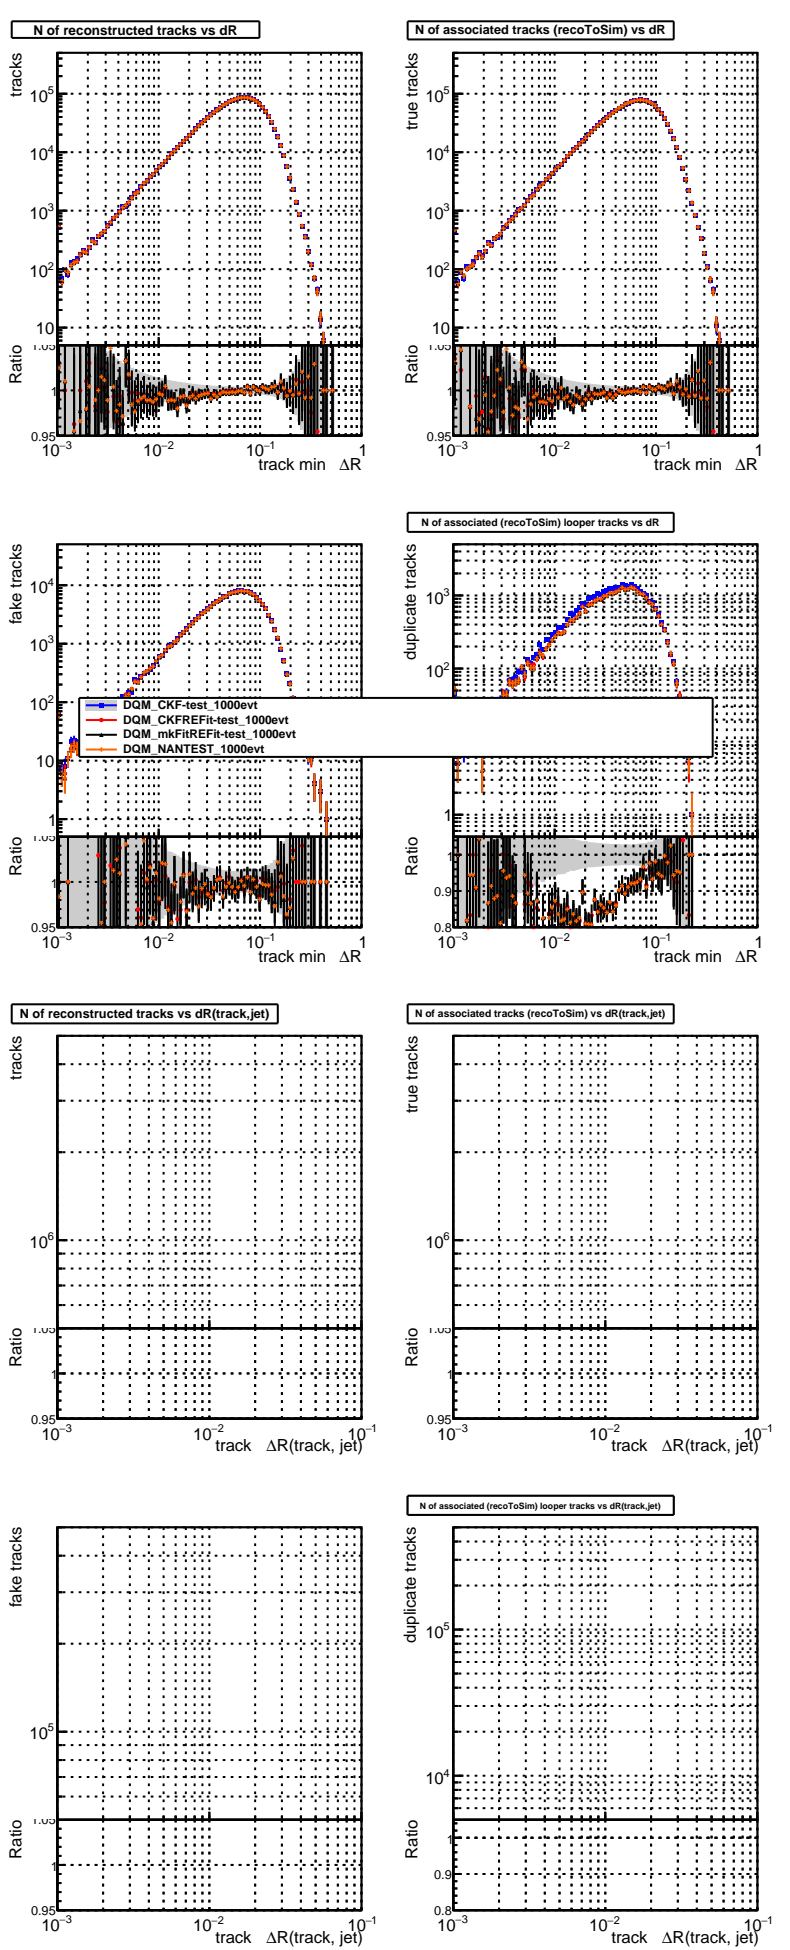 N of reconstructed tracks vs dR
tracks
10^5
10^4
10^3
10^2
10
1.05
Ratio
1
0.95
10^−3
10^−2
10^−1
1
track min ΔR
N of associated tracks (recoToSim) vs dR
true tracks
10^5
10^4
10^3
10^2
10
1.05
Ratio
1
0.95
10^−3
10^−2
10^−1
1
track min ΔR
fake tracks
10^4
10^3
10^2
10
1
1.05
Ratio
1
0.95
10^−3
10^−2
10^−1
1
track min ΔR
N of associated (recoToSim) looper tracks vs dR
duplicate tracks
10^3
10^2
1
Ratio
1
0.9
0.8
10^−3
10^−2
10^−1
1
track min ΔR
DQM_CKF-test_1000evt
DQM_CKFREFit-test_1000evt
DQM_mkFitREFit-test_1000evt
DQM_NANTEST_1000evt
N of reconstructed tracks vs dR(track,jet)
tracks
10^6
1.05
Ratio
1
0.95
10^−3
10^−2
10^−1
track ΔR(track, jet)
N of associated tracks (recoToSim) vs dR(track,jet)
true tracks
10^6
1.05
Ratio
1
0.95
10^−3
10^−2
10^−1
track ΔR(track, jet)
fake tracks
10^5
1.05
Ratio
1
0.95
10^−3
10^−2
10^−1
track ΔR(track, jet)
N of associated (recoToSim) looper tracks vs dR(track,jet)
duplicate tracks
10^5
10^4
Ratio
1
0.9
0.8
10^−3
10^−2
10^−1
track ΔR(track, jet)